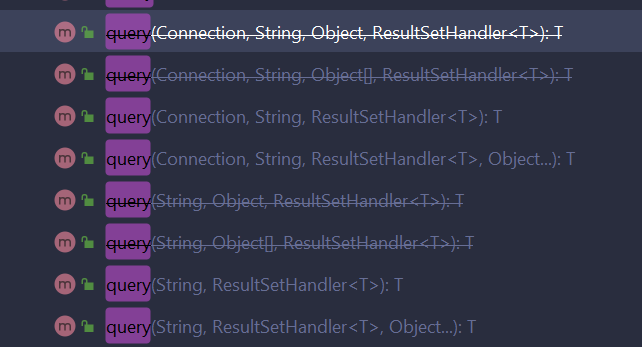 query(Connection, String, Object, ResultSetHandler<T>): T
query(Connection, String, Object[], ResultSetHandler<T>): T
query(Connection, String, ResultSetHandler<T>): T
query(Connection, String, ResultSetHandler<T>, Object...): T
query(String, Object, ResultSetHandler<T>): T
query(String, Object[], ResultSetHandler<T>): T
query(String, ResultSetHandler<T>): T
query(String, ResultSetHandler<T>, Object...): T